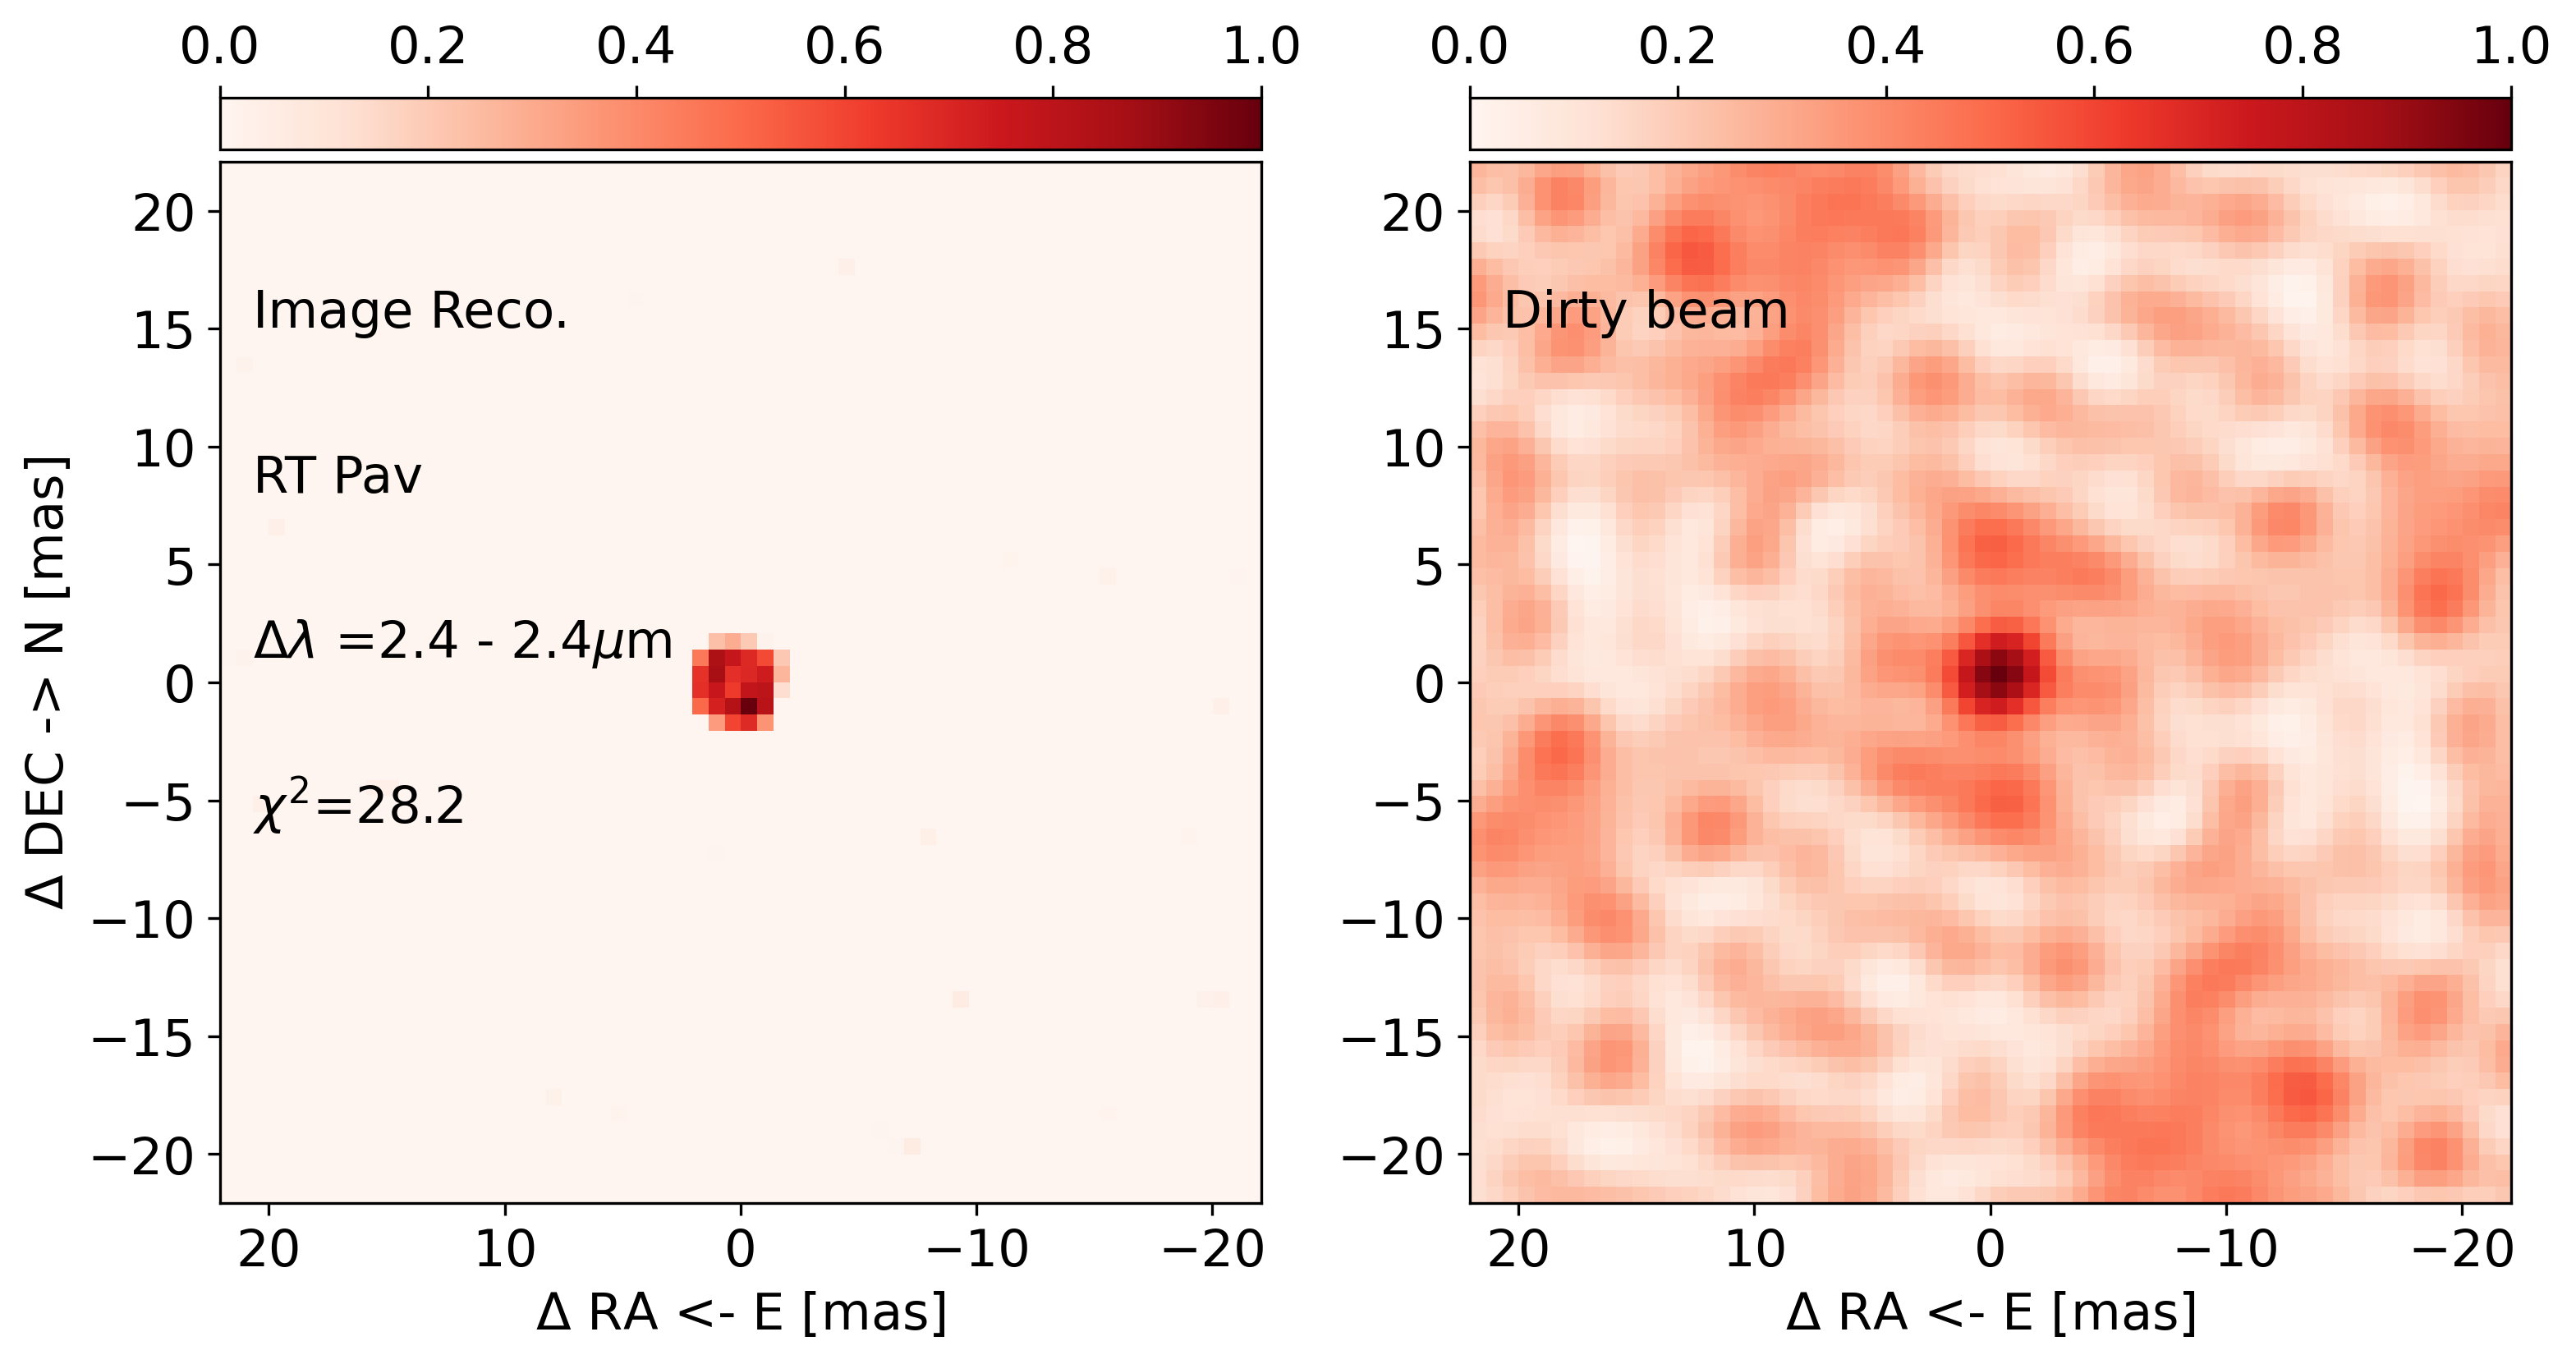 0.0 0.2 0.4 0.6 0.8 1.0
Image Reco.
RT Pav
Δλ =2.4 - 2.4μm
χ²=28.2
20
15
10
5
0
−5
−10
−15
−20
Δ DEC -> N [mas]
20 10 0 −10 −20
Δ RA <- E [mas]
0.0 0.2 0.4 0.6 0.8 1.0
Dirty beam
20
15
10
5
0
−5
−10
−15
−20
20 10 0 −10 −20
Δ RA <- E [mas]